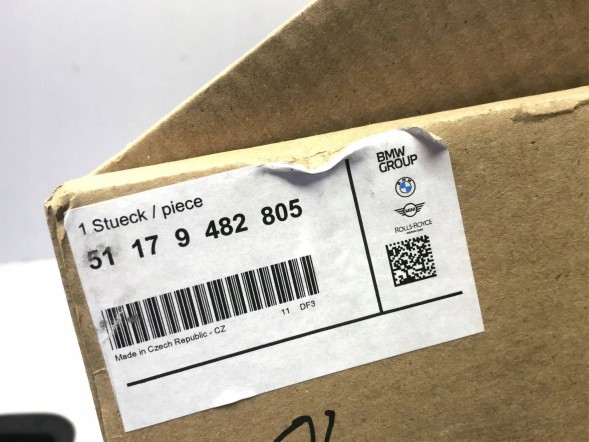 1 Stueck / piece
51 17 9 482 805
11 DF3
Made in Czech Republic - CZ
BMW
GROUP
MINI
ROLLS-ROYCE